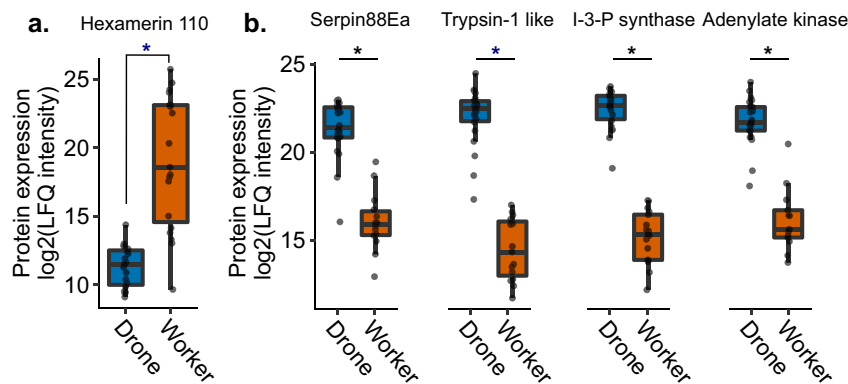 a.
Hexamerin 110
*
Protein expression
log2(LFQ intensity)
25
20
15
10
Drone
Worker
b.
Serpin88Ea
Trypsin-1 like
I-3-P synthase
Adenylate kinase
*
*
*
*
Protein expression
log2(LFQ intensity)
25
20
15
Drone
Worker
Drone
Worker
Drone
Worker
Drone
Worker